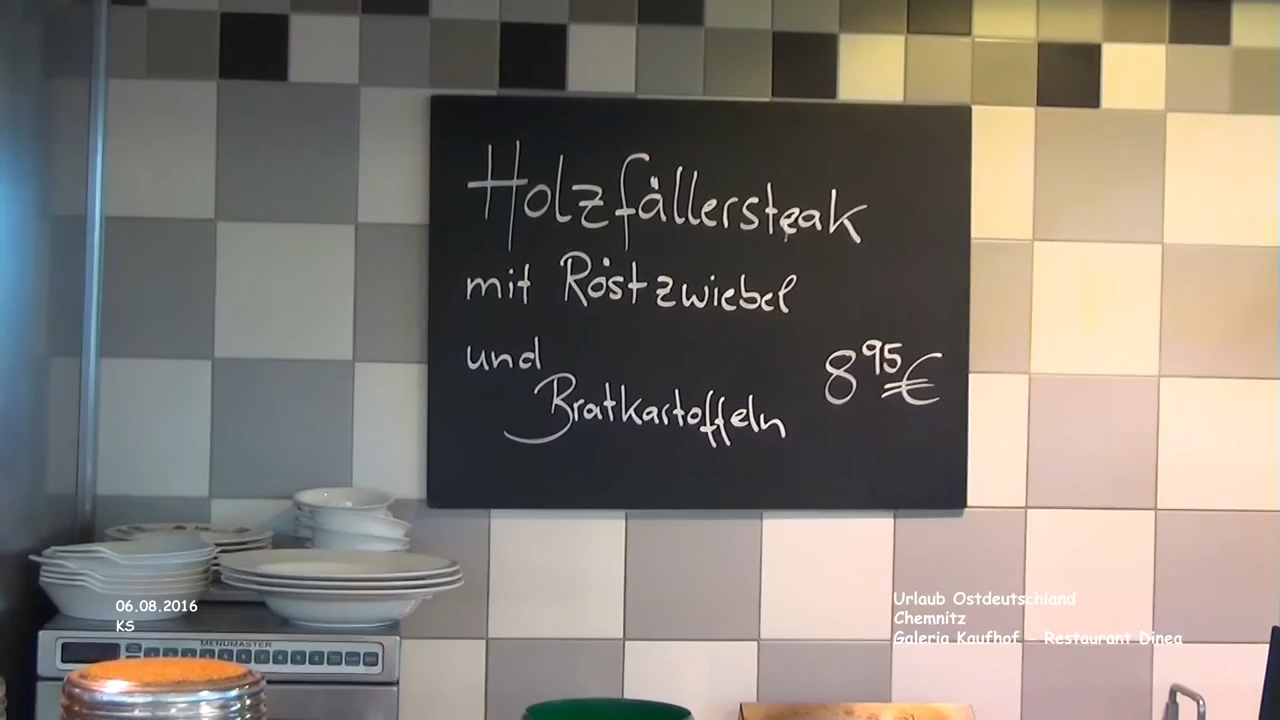 Holzfällersteak
mit Röstzwiebel
und
Bratkartoffeln
8 95 €
06.08.2016
KS
Urlaub Ostdeutschland
Chemnitz
Galeria Kaufhof - Restaurant Dinea
MENUMASTER